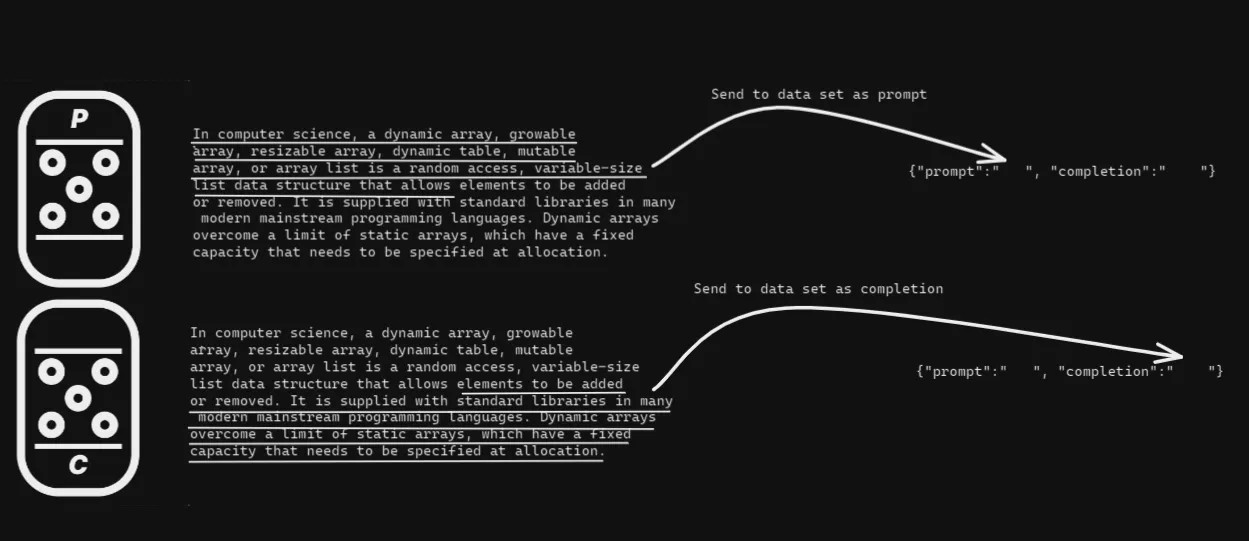 P
Send to data set as prompt
In computer science, a dynamic array, growable
array, resizable array, dynamic table, mutable
array, or array list is a random access, variable-size
list data structure that allows elements to be added
or removed. It is supplied with standard libraries in many
modern mainstream programming languages. Dynamic arrays
overcome a limit of static arrays, which have a fixed
capacity that needs to be specified at allocation.
{"prompt":"   ", "completion":"    "}
Send to data set as completion
In computer science, a dynamic array, growable
array, resizable array, dynamic table, mutable
array, or array list is a random access, variable-size
list data structure that allows elements to be added
or removed. It is supplied with standard libraries in many
modern mainstream programming languages. Dynamic arrays
overcome a limit of static arrays, which have a fixed
capacity that needs to be specified at allocation.
{"prompt":"   ", "completion":"    "}
C